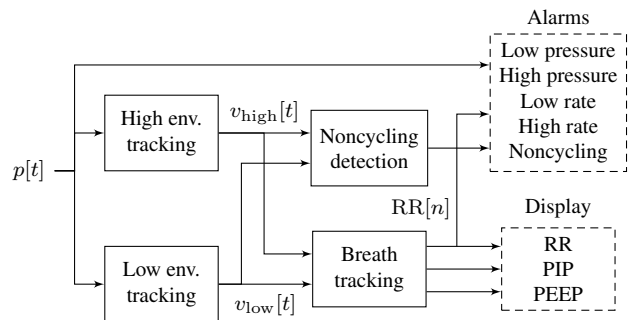 Alarms
Low pressure
High pressure
Low rate
High rate
Noncycling
High env.
tracking
v_high[t]
Noncycling
detection
p[t]
RR[n]
Display
Low env.
tracking
v_low[t]
Breath
tracking
RR
PIP
PEEP